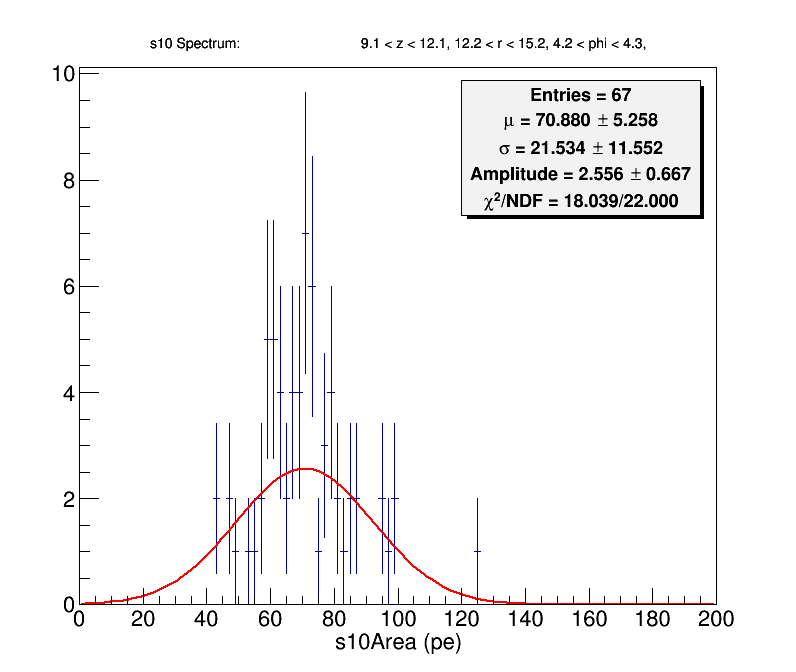 s10 Spectrum: 9.1 < z < 12.1, 12.2 < r < 15.2, 4.2 < phi < 4.3,
Entries = 67
μ = 70.880 ± 5.258
σ = 21.534 ± 11.552
Amplitude = 2.556 ± 0.667
χ²/NDF = 18.039/22.000
10
8
6
4
2
0
0 20 40 60 80 100 120 140 160 180 200
s10Area (pe)